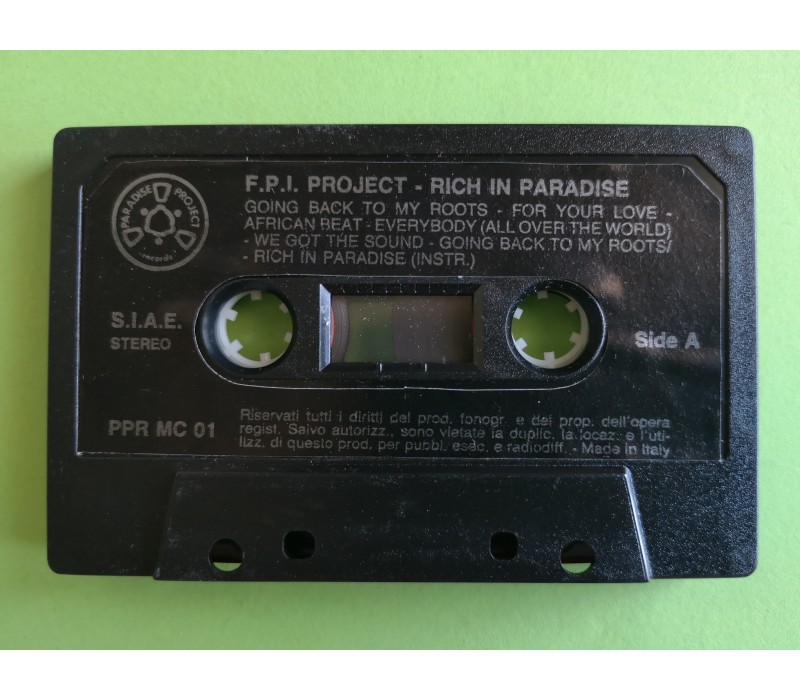 PARADISE PROJECT
records
F.P.I. PROJECT - RICH IN PARADISE
GOING BACK TO MY ROOTS - FOR YOUR LOVE -
AFRICAN BEAT - EVERYBODY (ALL OVER THE WORLD)
- WE GOT THE SOUND - GOING BACK TO MY ROOTS/
- RICH IN PARADISE (INSTR.)
S.I.A.E.
STEREO
Side A
PPR MC 01
Riservati tutti i diritti del prod. fonogr. e dei prop. dell'opera
regist. Salvo autorizz., sono vietate la duplic. la locaz. e l'uti-
lizz. di questo prod. per pubbl. esec. e radiodiff. - Made in Italy